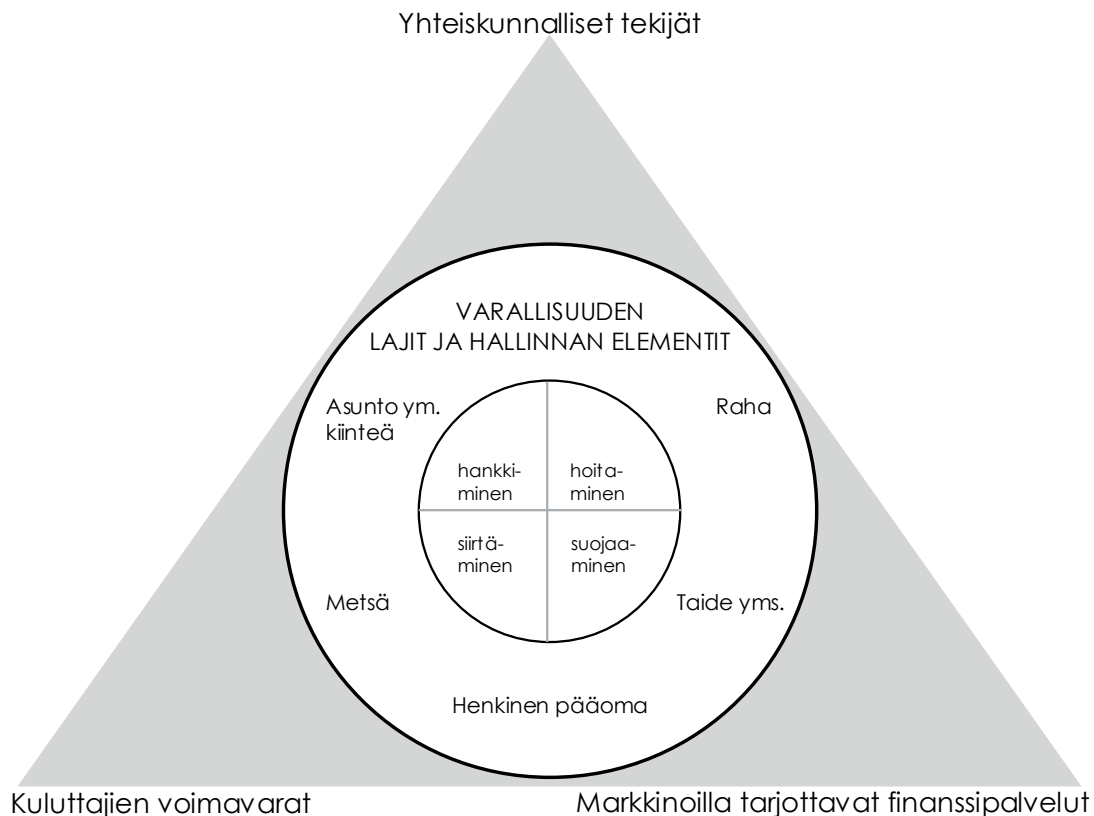 Yhteiskunnalliset tekijät
VARALLISUUDEN
LAJIT JA HALLINNAN ELEMENTIT
Asunto ym.
kiinteä
Raha
hankki-
minen
hoita-
minen
siirtä-
minen
suojaa-
minen
Metsä
Taide yms.
Henkinen pääoma
Kuluttajien voimavarat
Markkinoilla tarjottavat finanssipalvelut